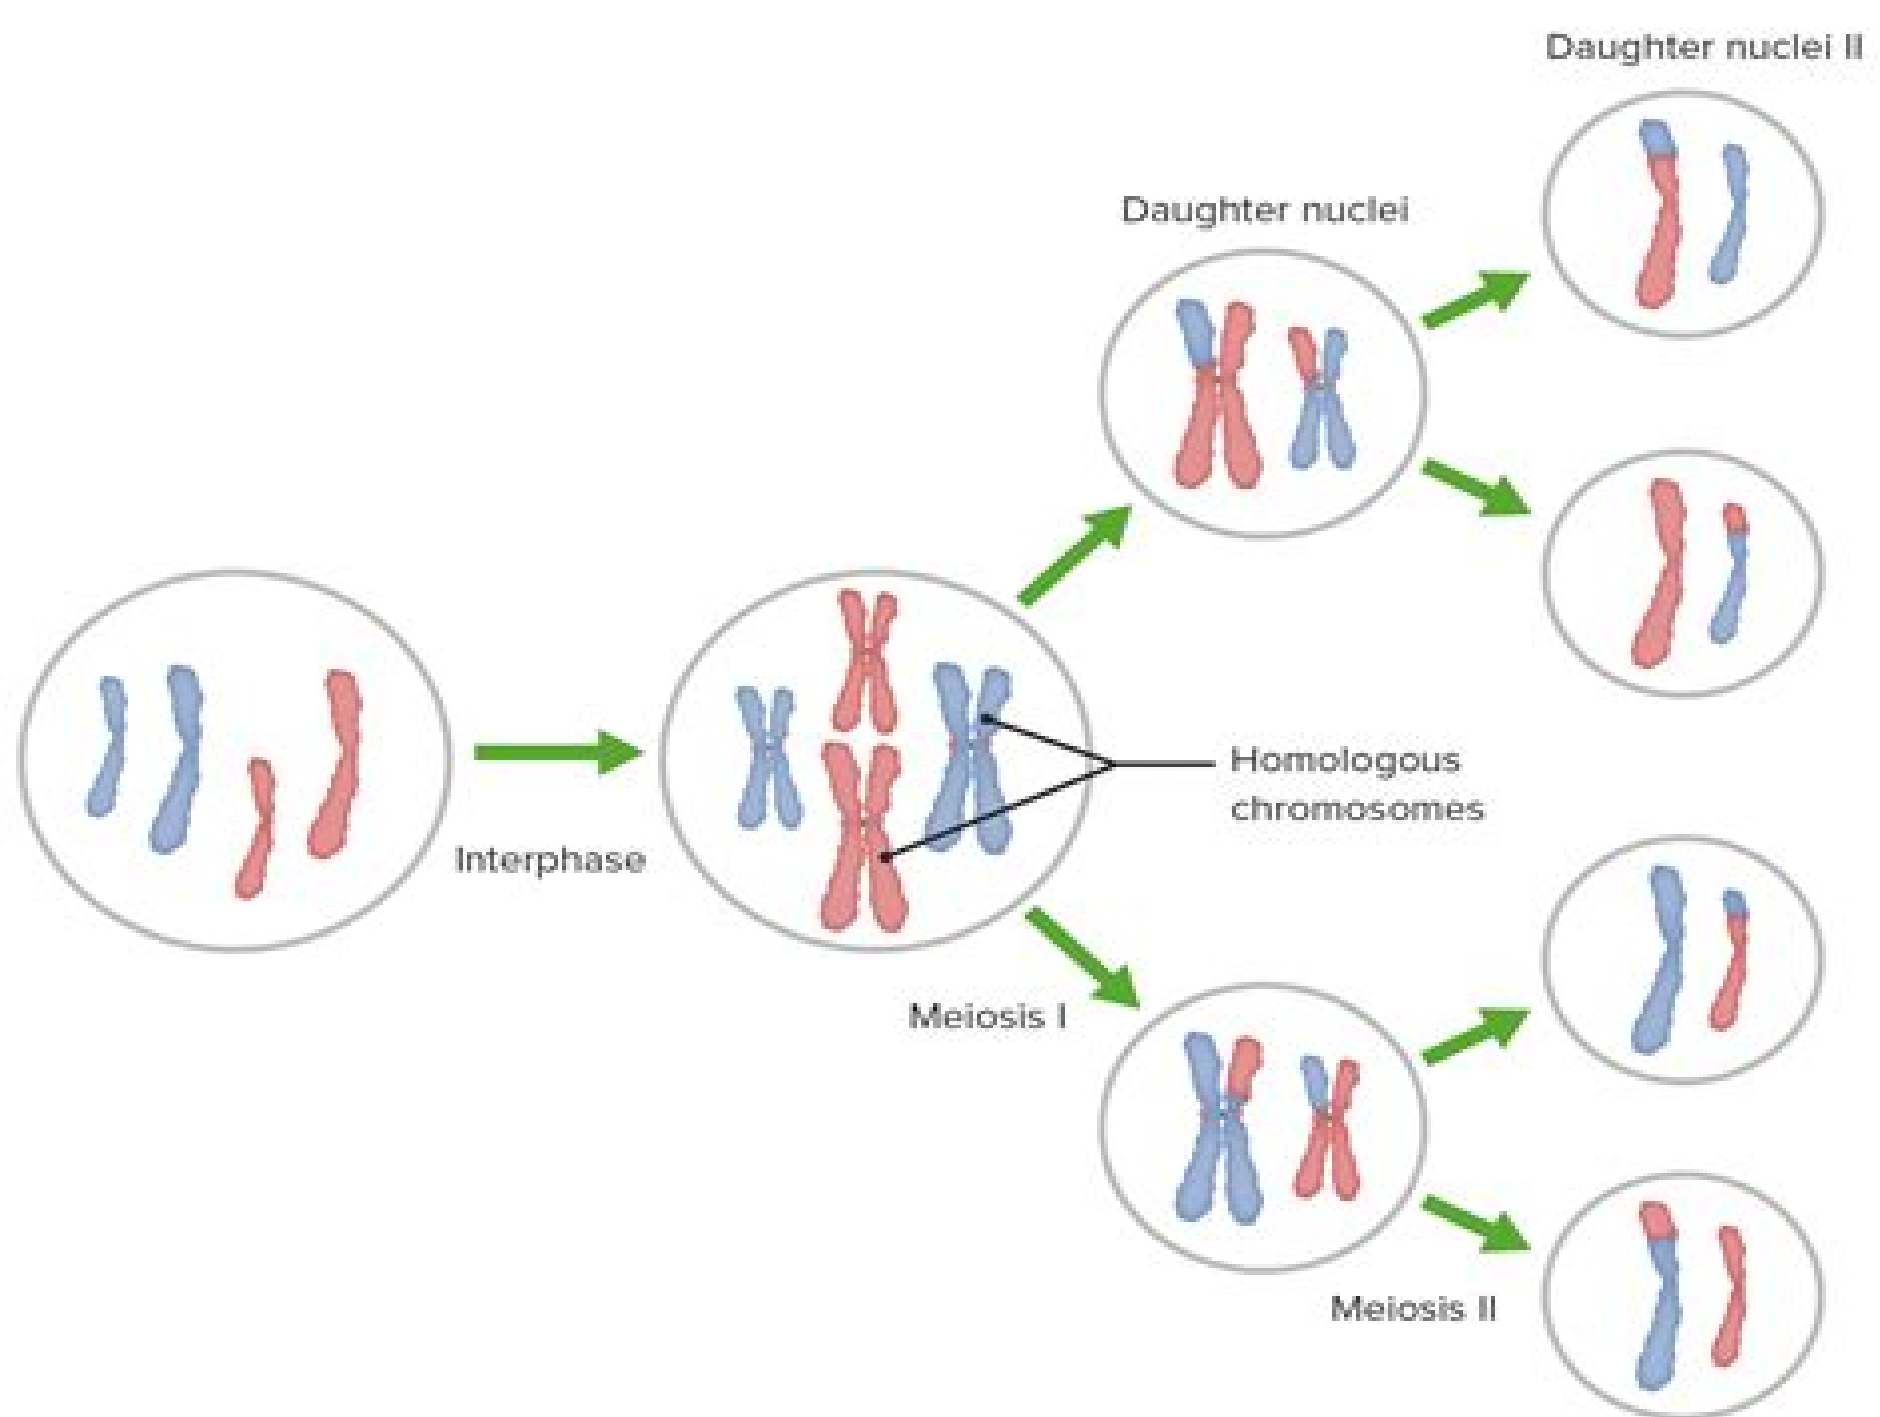 Daughter nuclei II
Daughter nuclei
Homologous
chromosomes
Interphase
Meiosis I
Meiosis II